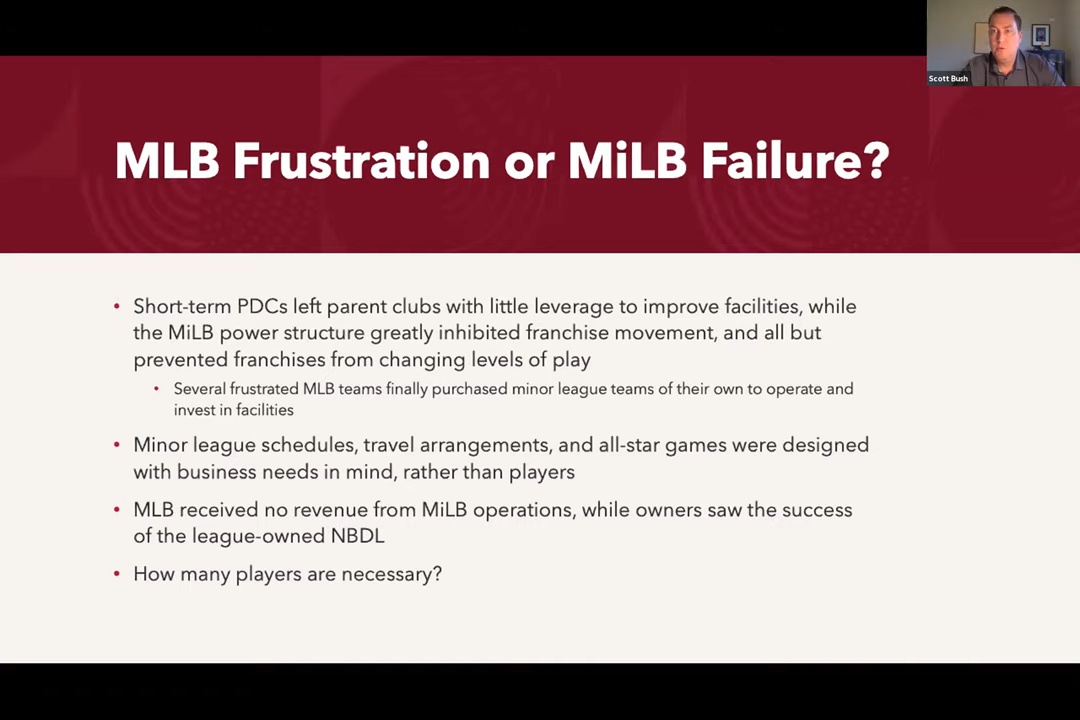 Scott Bush
MLB Frustration or MiLB Failure?
• Short-term PDCs left parent clubs with little leverage to improve facilities, while
the MiLB power structure greatly inhibited franchise movement, and all but
prevented franchises from changing levels of play
• Several frustrated MLB teams finally purchased minor league teams of their own to operate and
invest in facilities
• Minor league schedules, travel arrangements, and all-star games were designed
with business needs in mind, rather than players
• MLB received no revenue from MiLB operations, while owners saw the success
of the league-owned NBDL
• How many players are necessary?